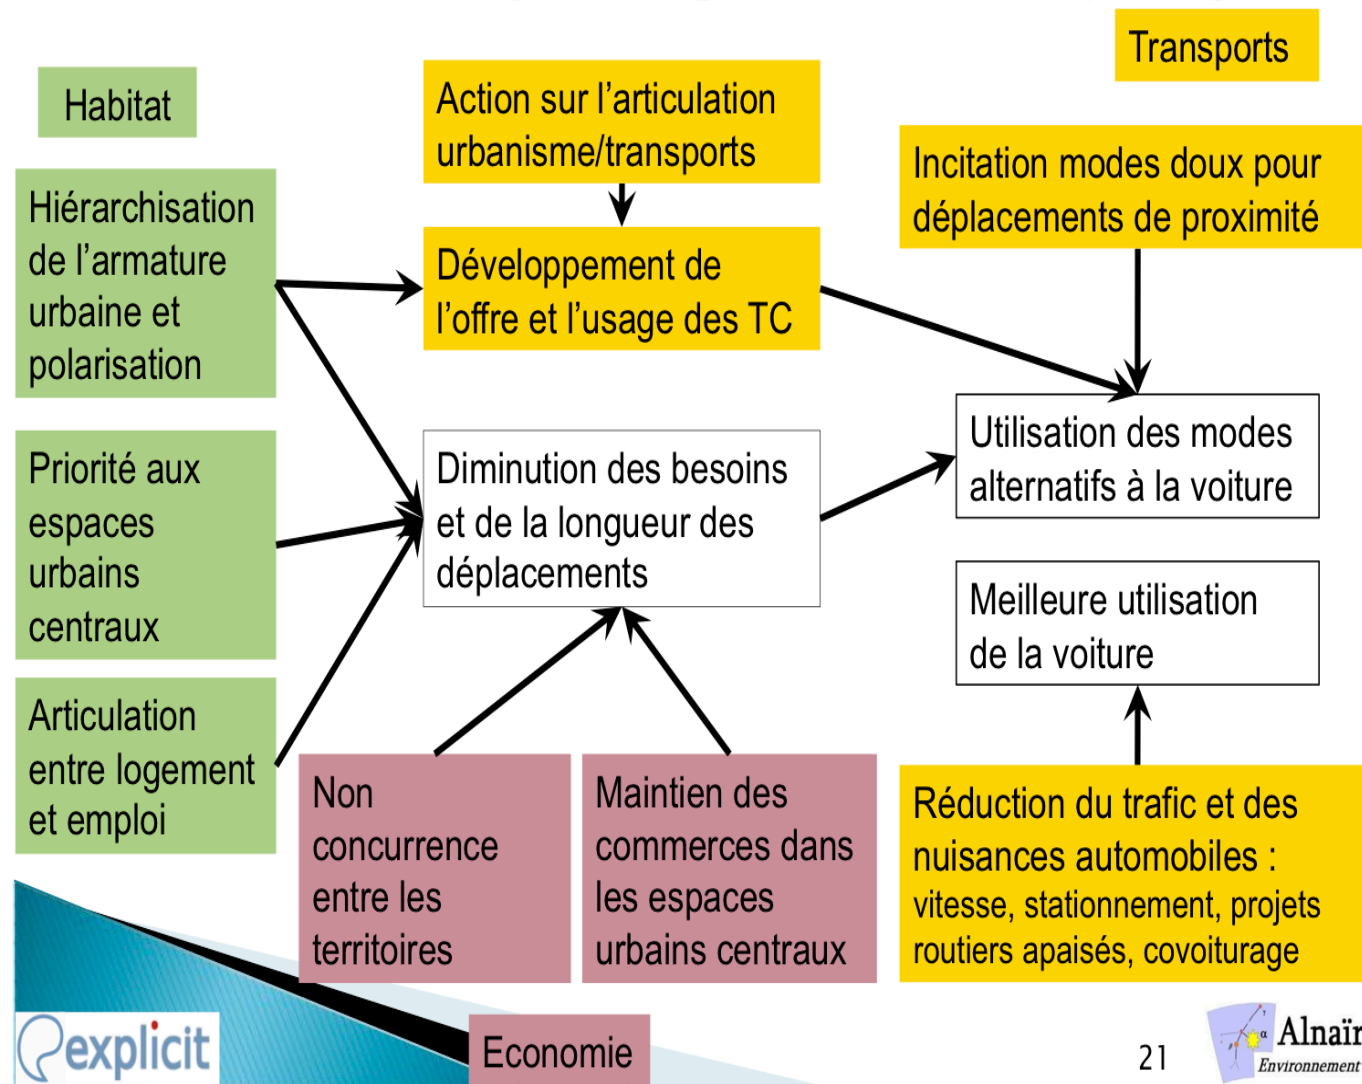 Transports
Habitat
Action sur l’articulation
urbanisme/transports
Incitation modes doux pour
déplacements de proximité
Hiérarchisation
de l’armature
urbaine et
polarisation
Développement de
l’offre et l’usage des TC
Utilisation des modes
alternatifs à la voiture
Priorité aux
espaces
urbains
centraux
Diminution des besoins
et de la longueur des
déplacements
Meilleure utilisation
de la voiture
Articulation
entre logement
et emploi
Non
concurrence
entre les
territoires
Maintien des
commerces dans
les espaces
urbains centraux
Réduction du trafic et des
nuisances automobiles :
vitesse, stationnement, projets
routiers apaisés, covoiturage
explicit
Economie
21
Alnaïr
Environnement